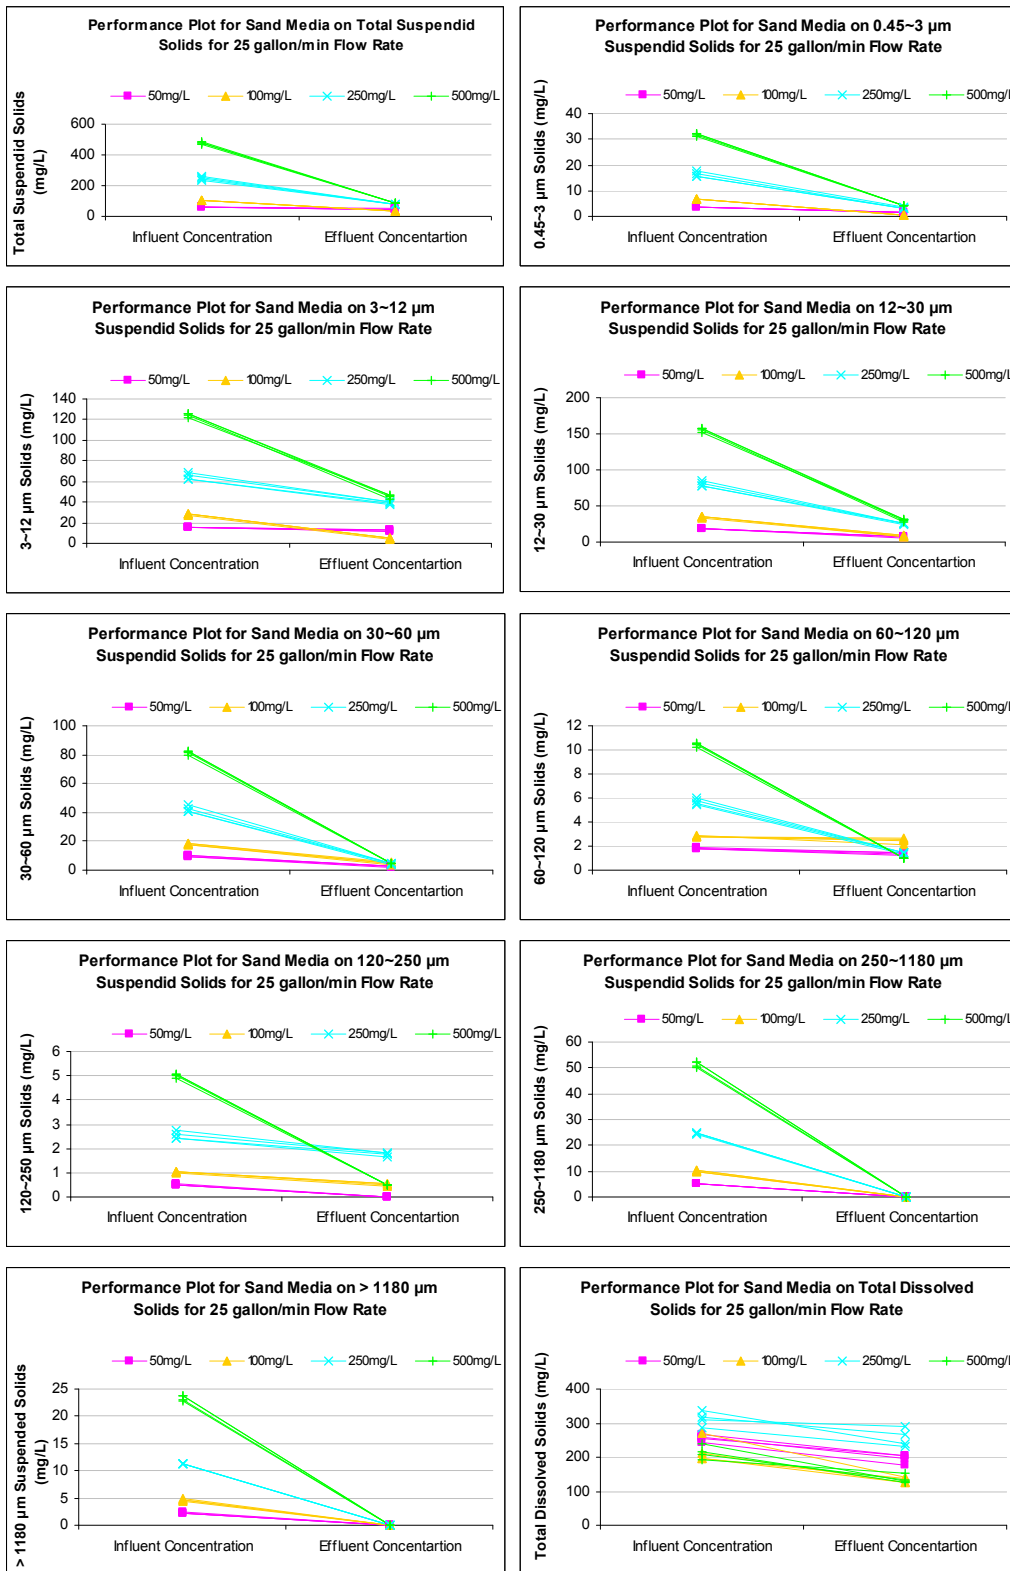 Performance Plot for Sand Media on Total Suspendid
Solids for 25 gallon/min Flow Rate
50mg/L 100mg/L 250mg/L 500mg/L
Total Suspendid Solids
(mg/L)
600
400
200
0
Influent Concentration Effluent Concentartion
Performance Plot for Sand Media on 0.45~3 µm
Suspendid Solids for 25 gallon/min Flow Rate
50mg/L 100mg/L 250mg/L 500mg/L
0.45~3 µm Solids (mg/L)
40
30
20
10
0
Influent Concentration Effluent Concentartion
Performance Plot for Sand Media on 3~12 µm
Suspendid Solids for 25 gallon/min Flow Rate
50mg/L 100mg/L 250mg/L 500mg/L
3~12 µm Solids (mg/L)
140
120
100
80
60
40
20
0
Influent Concentration Effluent Concentartion
Performance Plot for Sand Media on 12~30 µm
Suspendid Solids for 25 gallon/min Flow Rate
50mg/L 100mg/L 250mg/L 500mg/L
12~30 µm Solids (mg/L)
200
150
100
50
0
Influent Concentration Effluent Concentartion
Performance Plot for Sand Media on 30~60 µm
Suspendid Solids for 25 gallon/min Flow Rate
50mg/L 100mg/L 250mg/L 500mg/L
30~60 µm Solids (mg/L)
100
80
60
40
20
0
Influent Concentration Effluent Concentartion
Performance Plot for Sand Media on 60~120 µm
Suspendid Solids for 25 gallon/min Flow Rate
50mg/L 100mg/L 250mg/L 500mg/L
60~120 µm Solids (mg/L)
12
10
8
6
4
2
0
Influent Concentration Effluent Concentartion
Performance Plot for Sand Media on 120~250 µm
Suspendid Solids for 25 gallon/min Flow Rate
50mg/L 100mg/L 250mg/L 500mg/L
120~250 µm Solids (mg/L)
6
5
4
3
2
1
0
Influent Concentration Effluent Concentartion
Performance Plot for Sand Media on 250~1180 µm
Suspendid Solids for 25 gallon/min Flow Rate
50mg/L 100mg/L 250mg/L 500mg/L
250~1180 µm Solids (mg/L)
60
50
40
30
20
10
0
Influent Concentration Effluent Concentartion
Performance Plot for Sand Media on > 1180 µm
Solids for 25 gallon/min Flow Rate
50mg/L 100mg/L 250mg/L 500mg/L
> 1180 µm Suspended Solids
(mg/L)
25
20
15
10
5
0
Influent Concentration Effluent Concentartion
Performance Plot for Sand Media on Total Dissolved
Solids for 25 gallon/min Flow Rate
50mg/L 100mg/L 250mg/L 500mg/L
Total Dissolved Solids (mg/L)
400
300
200
100
0
Influent Concentration Effluent Concentartion